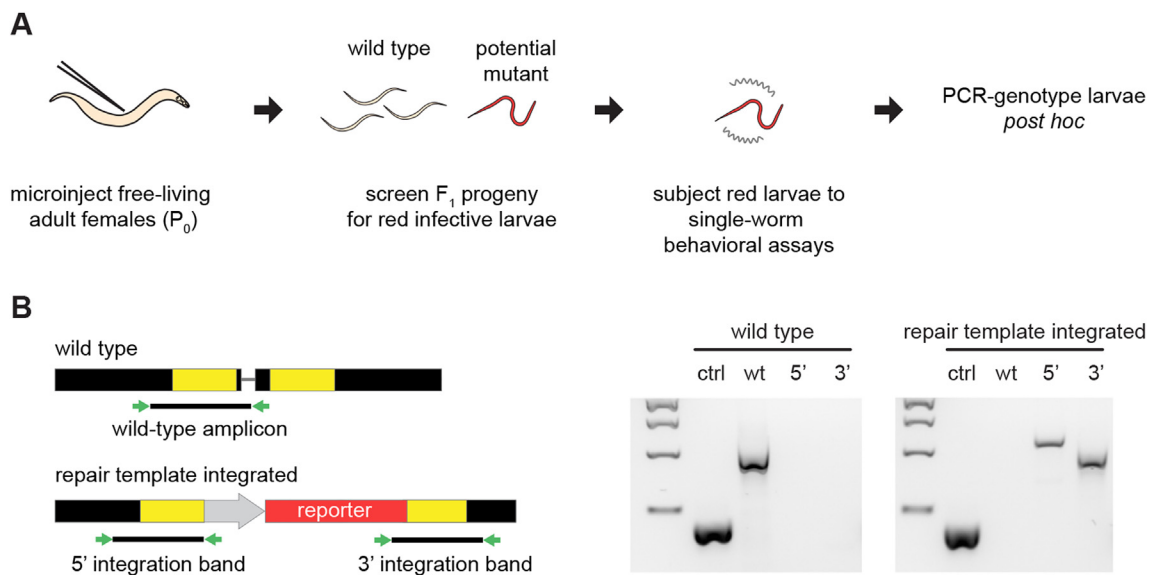 A
wild type
potential
mutant
PCR-genotype larvae
post hoc
microinject free-living
adult females (P0)
screen F1 progeny
for red infective larvae
subject red larvae to
single-worm
behavioral assays
B
wild type
wild-type amplicon
repair template integrated
reporter
5’ integration band
3’ integration band
wild type
ctrl wt 5’ 3’
repair template integrated
ctrl wt 5’ 3’